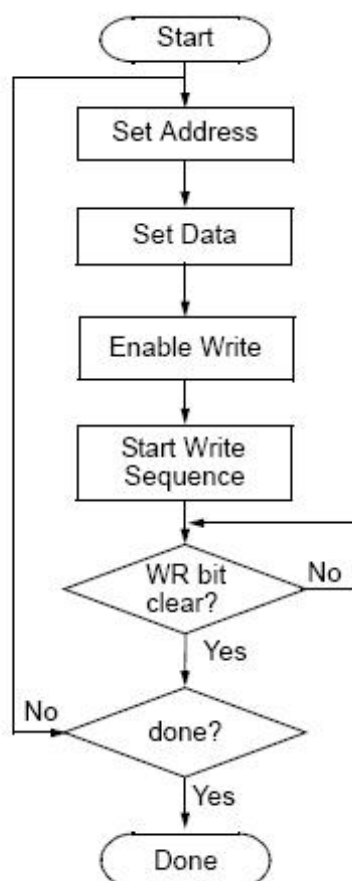 Start
Set Address
Set Data
Enable Write
Start Write
Sequence
WR bit
clear?
No
Yes
No
done?
Yes
Done